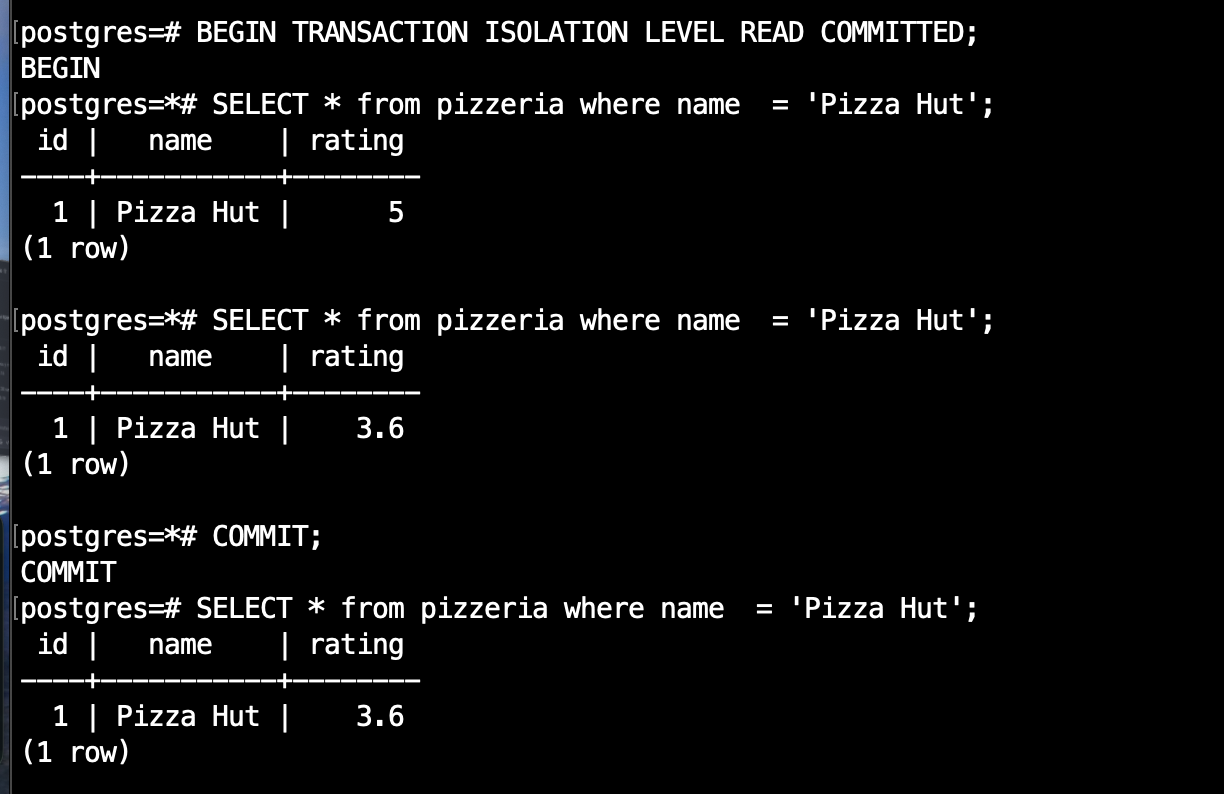 postgres=# BEGIN TRANSACTION ISOLATION LEVEL READ COMMITTED;
BEGIN
postgres=*# SELECT * from pizzeria where name  = 'Pizza Hut';
 id |   name    | rating
----+-----------+--------
  1 | Pizza Hut |      5
(1 row)

postgres=*# SELECT * from pizzeria where name  = 'Pizza Hut';
 id |   name    | rating
----+-----------+--------
  1 | Pizza Hut |    3.6
(1 row)

postgres=*# COMMIT;
COMMIT
postgres=# SELECT * from pizzeria where name  = 'Pizza Hut';
 id |   name    | rating
----+-----------+--------
  1 | Pizza Hut |    3.6
(1 row)